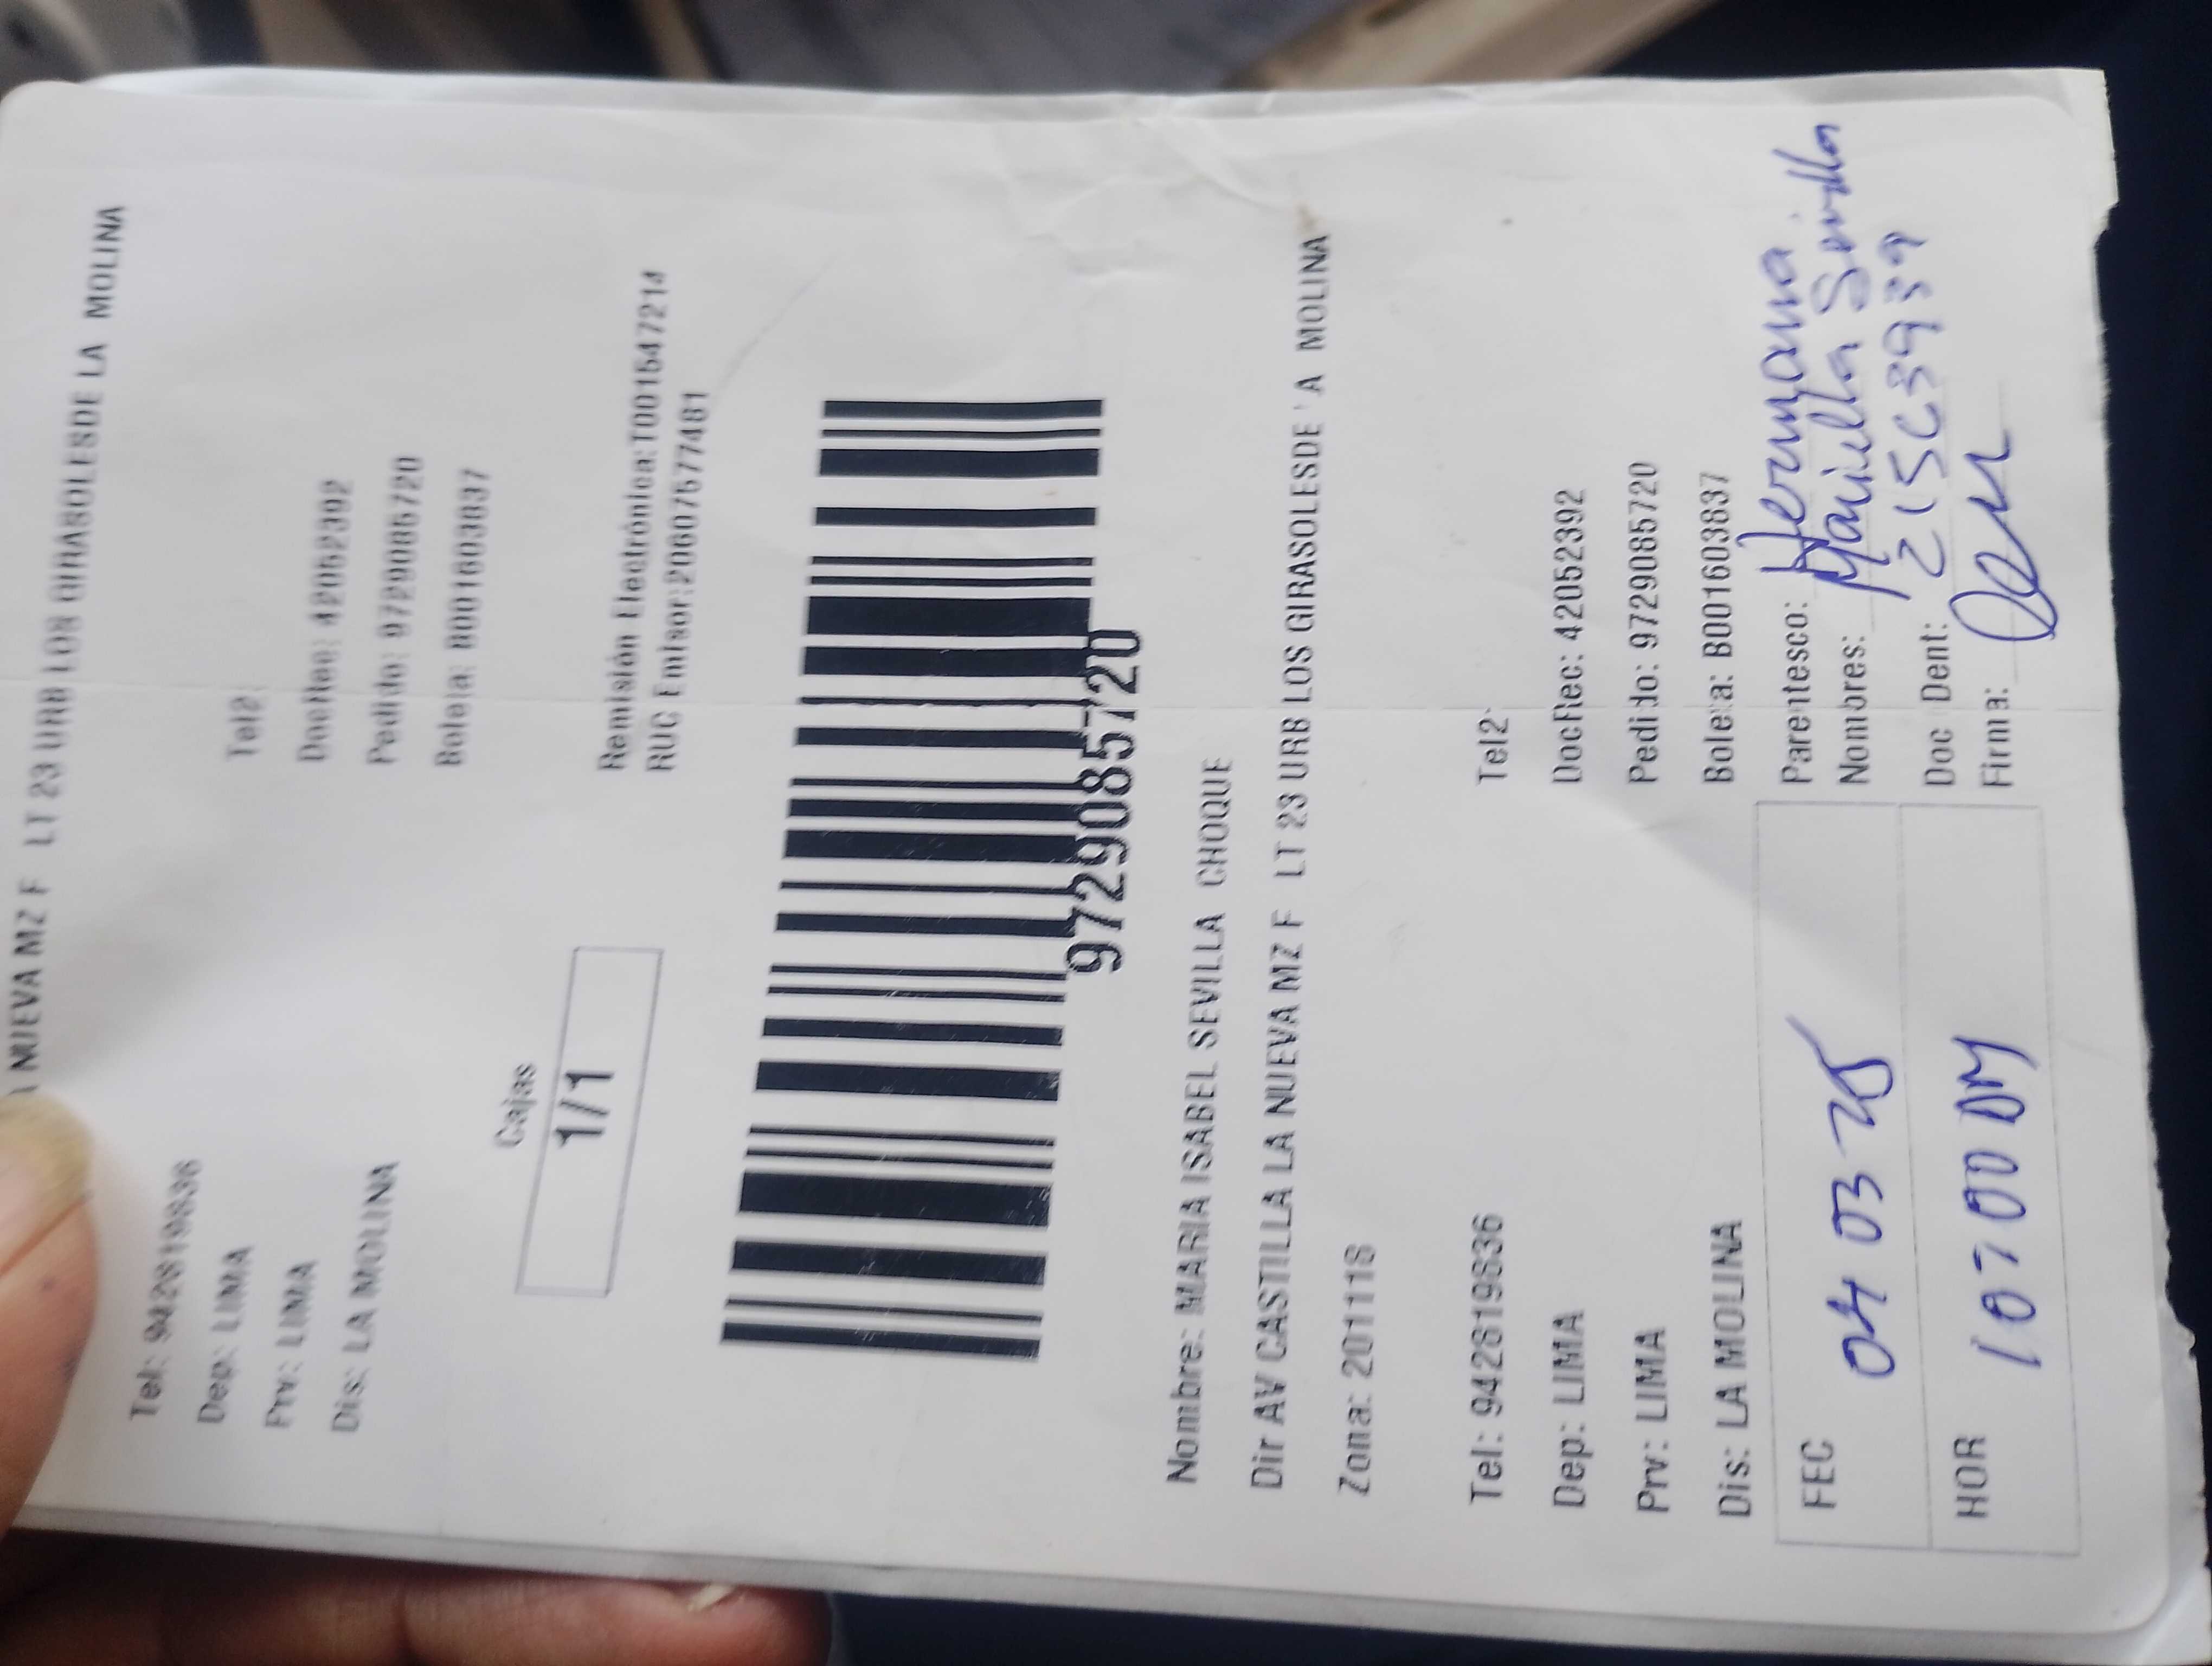 NUEVA MZ F LT 23 URB LOS GIRASOLESDE LA MOLINA
Tel: 942819836 Tel2:
Dep: LIMA DocRec: 42052392
Prv: LIMA Pedido: 9729085720
Dis: LA MOLINA Boleta: B001603837
Cajas
1/1
Remisión Electrónica:T001547214
RUC Emisor:20607577481
9729085720
Nombre: MARIA ISABEL SEVILLA CHOQUE
Dir AV CASTILLA LA NUEVA MZ F LT 23 URB LOS GIRASOLESDE A MOLINA
Zona: 201111S
Tel: 942819836 Tel2:
Dep: LIMA DocRec: 42052392
Prv: LIMA Pedido: 9729085720
Dis: LA MOLINA Boleta: B001603837
FEC 04 03 25 Parentesco: Hermana
Nombres: Sevilla
HOR 10:00 AM Doc Dent:
Firma: